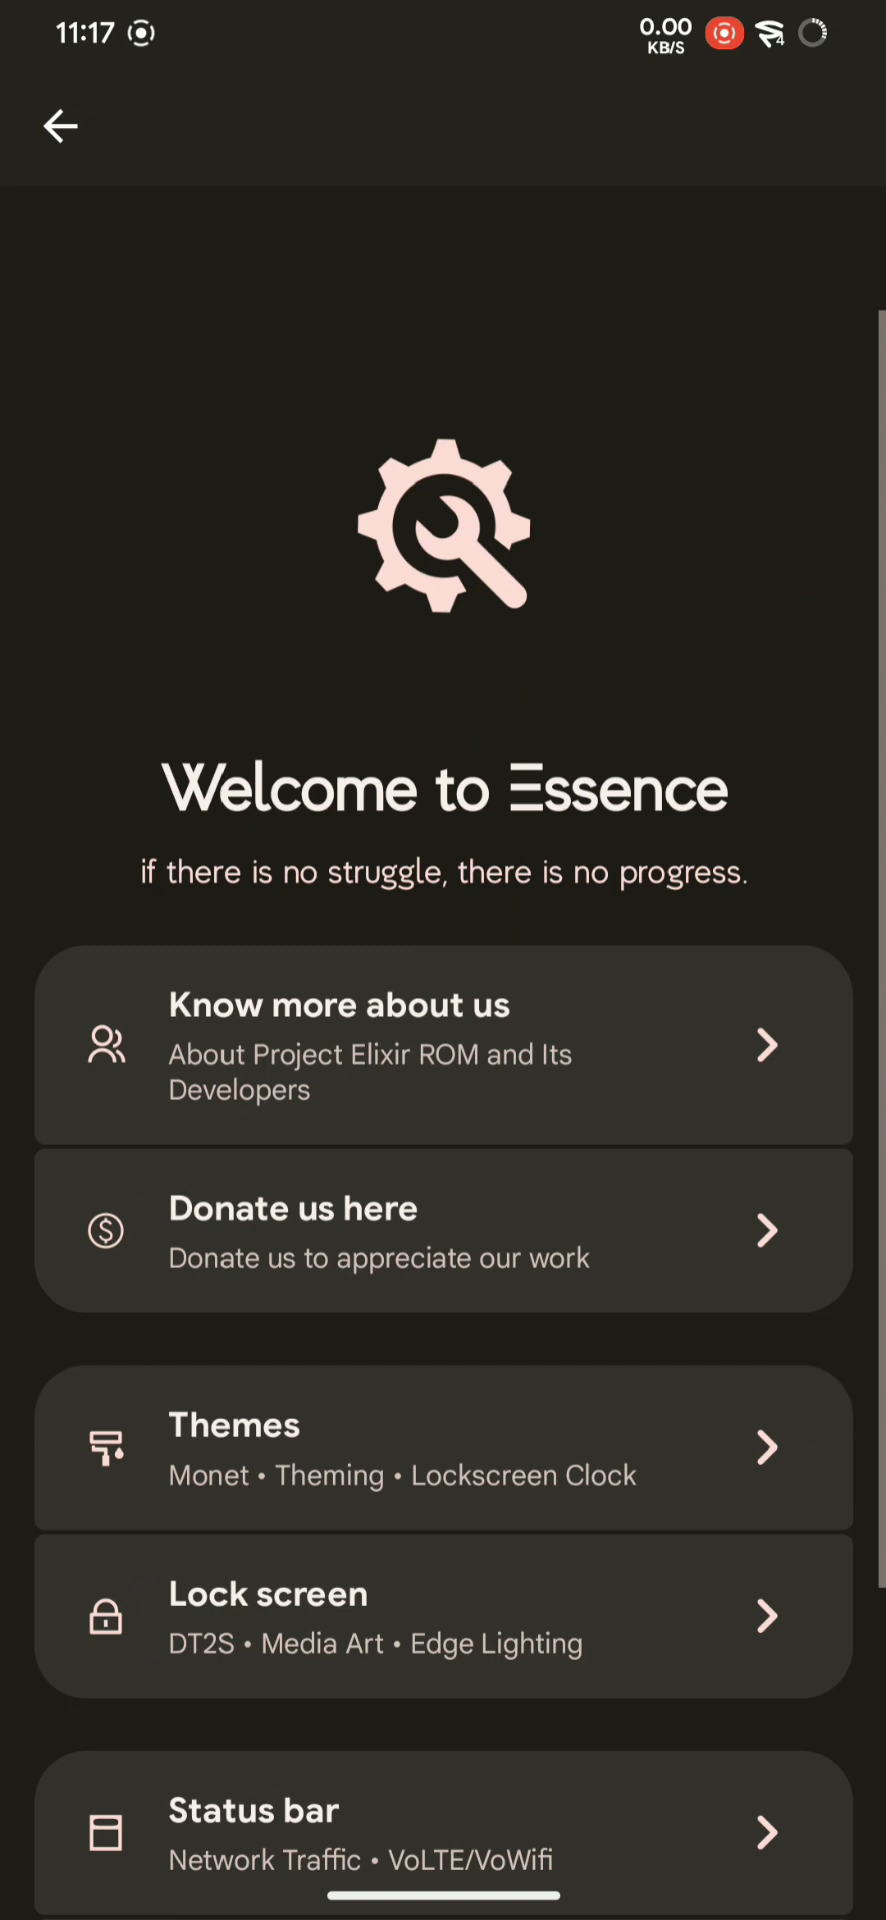 11:17
0.00
KB/S
4
Welcome to Essence
if there is no struggle, there is no progress.
Know more about us
About Project Elixir ROM and Its
Developers
Donate us here
Donate us to appreciate our work
Themes
Monet • Theming • Lockscreen Clock
Lock screen
DT2S • Media Art • Edge Lighting
Status bar
Network Traffic • VoLTE/VoWifi